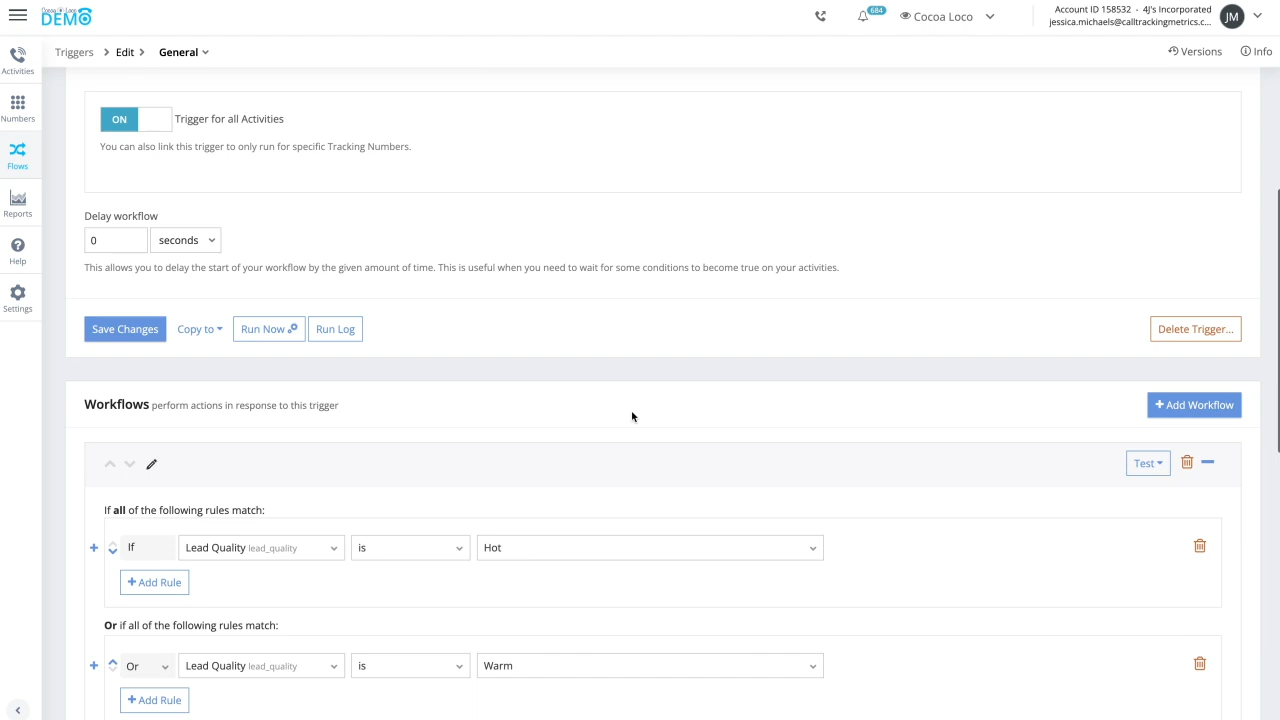 Cocoa Loco
DEMO
684
Cocoa Loco
Account ID 158532 - 4J's Incorporated
jessica.michaels@calltrackingmetrics.c...
JM
Triggers
Edit
General
Versions
Info
Activities
Numbers
Flows
Reports
Help
Settings
ON
Trigger for all Activities
You can also link this trigger to only run for specific Tracking Numbers.
Delay workflow
0
seconds
This allows you to delay the start of your workflow by the given amount of time. This is useful when you need to wait for some conditions to become true on your activities.
Save Changes
Copy to
Run Now
Run Log
Delete Trigger...
Workflows perform actions in response to this trigger
+ Add Workflow
Test
If all of the following rules match:
If
Lead Quality lead_quality
is
Hot
+ Add Rule
Or if all of the following rules match:
Or
Lead Quality lead_quality
is
Warm
+ Add Rule